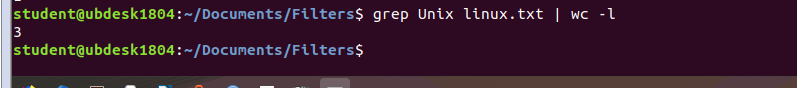 student@ubdesk1804:~/Documents/Filters$ grep Unix linux.txt | wc -l
3
student@ubdesk1804:~/Documents/Filters$